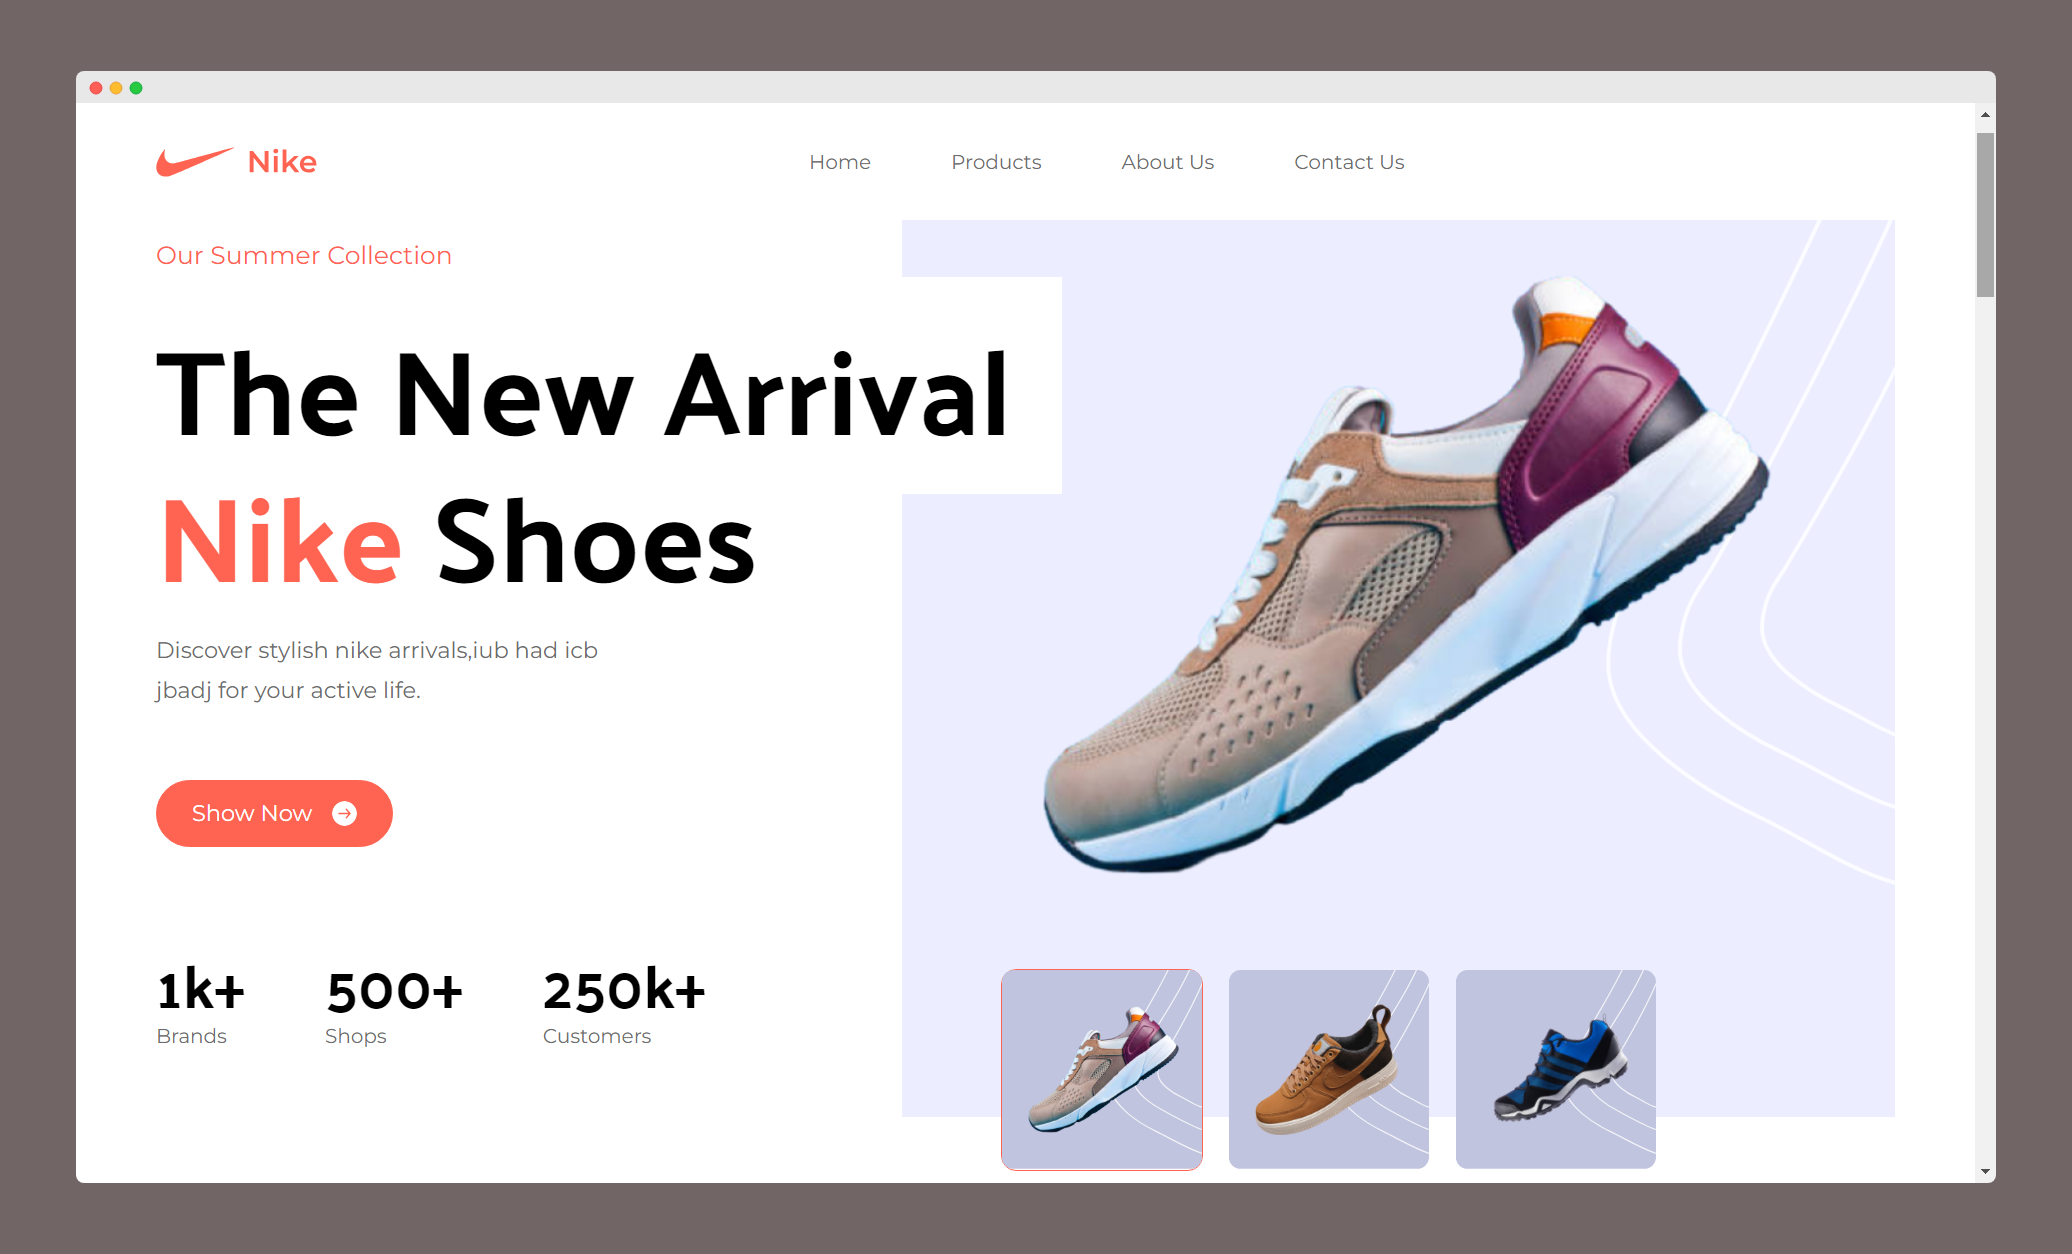 Nike
Home Products About Us Contact Us
Our Summer Collection
The New Arrival
Nike Shoes
Discover stylish nike arrivals,iub had icb
jbadj for your active life.
Show Now
1k+ 500+ 250k+
Brands Shops Customers